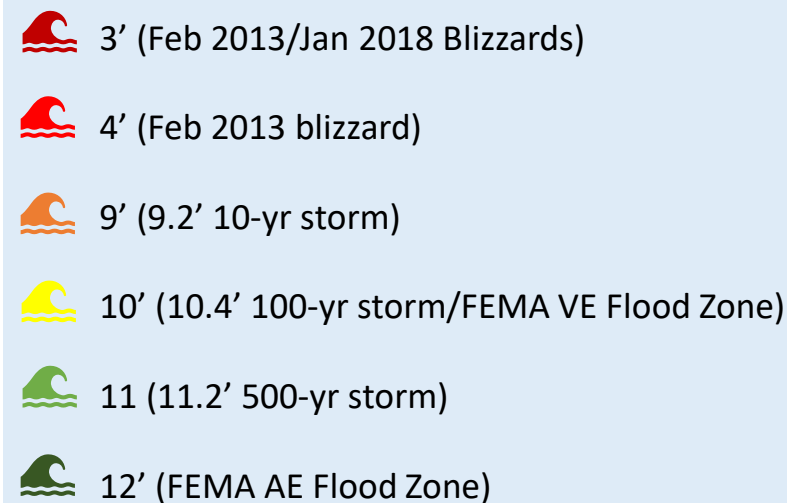 3’ (Feb 2013/Jan 2018 Blizzards)
4’ (Feb 2013 blizzard)
9’ (9.2’ 10-yr storm)
10’ (10.4’ 100-yr storm/FEMA VE Flood Zone)
11 (11.2’ 500-yr storm)
12’ (FEMA AE Flood Zone)